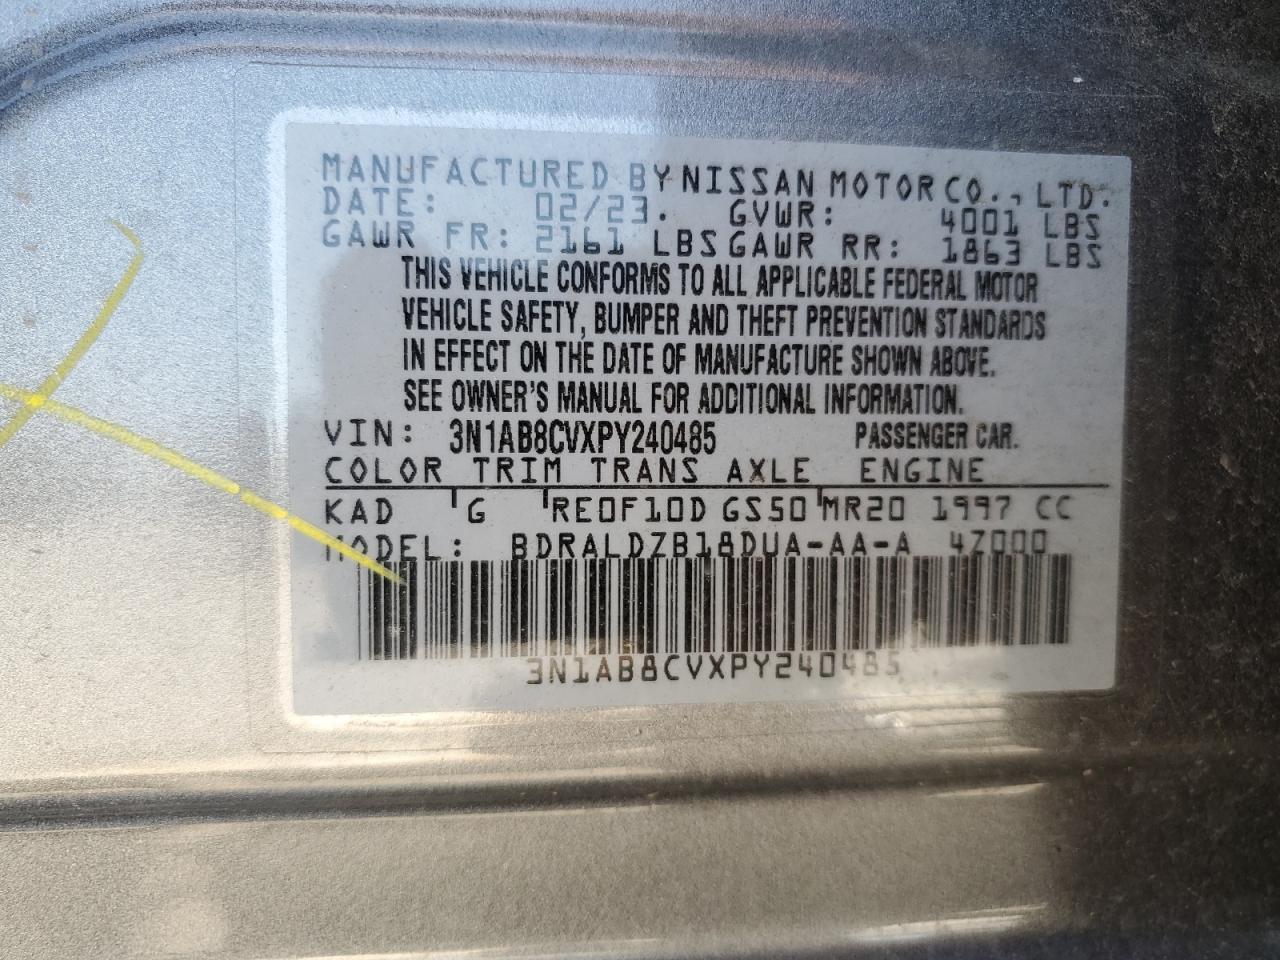 MANUFACTURED BY NISSAN MOTOR CO., LTD.
DATE: 02/23. GVWR: 4001 LBS
GAWR FR: 2161 LBS GAWR RR: 1863 LBS
THIS VEHICLE CONFORMS TO ALL APPLICABLE FEDERAL MOTOR
VEHICLE SAFETY, BUMPER AND THEFT PREVENTION STANDARDS
IN EFFECT ON THE DATE OF MANUFACTURE SHOWN ABOVE.
SEE OWNER'S MANUAL FOR ADDITIONAL INFORMATION.
VIN: 3N1AB8CVXPY240485 PASSENGER CAR.
COLOR TRIM TRANS AXLE ENGINE
KAD G RE0F10D GS50 MR20 1997 CC
MODEL: BDRALDZB18DUA-AA-A 4Z000
3N1AB8CVXPY240485